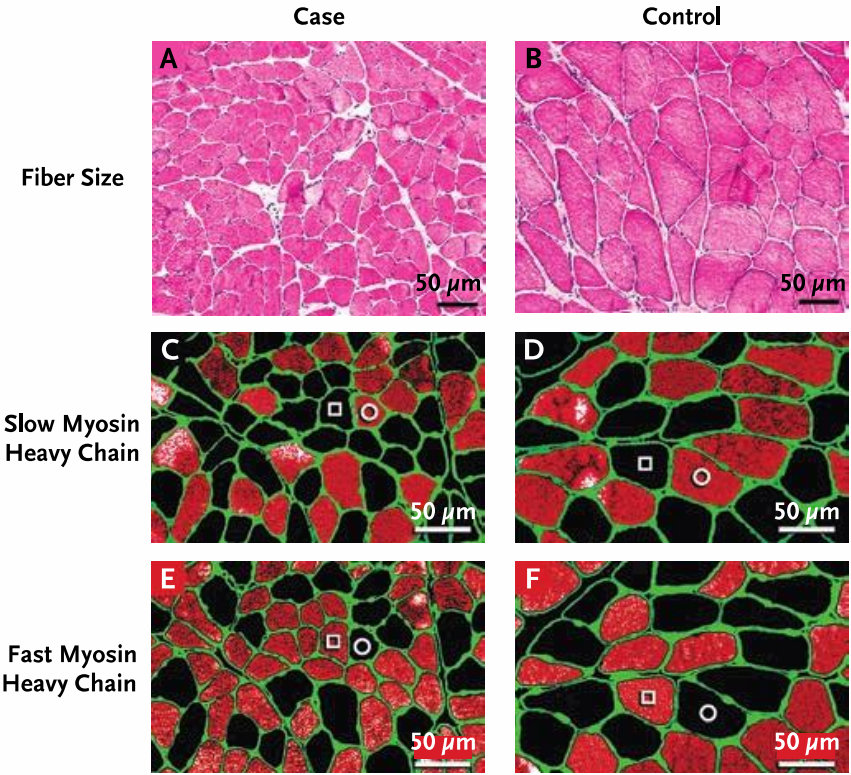 Case
Control
Fiber Size
A
50 µm
B
50 µm
Slow Myosin
Heavy Chain
C
50 µm
D
50 µm
Fast Myosin
Heavy Chain
E
50 µm
F
50 µm